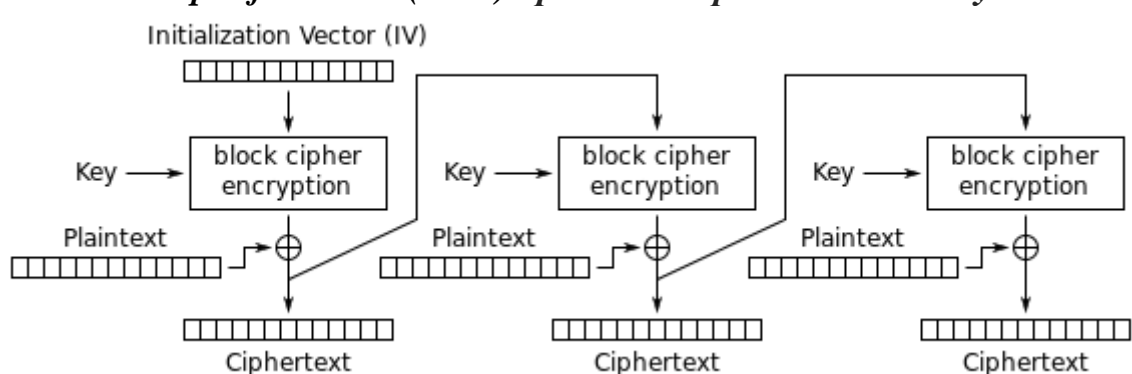 Initialization Vector (IV)
block cipher
encryption
block cipher
encryption
block cipher
encryption
Key
Key
Key
Plaintext
Plaintext
Plaintext
Ciphertext
Ciphertext
Ciphertext